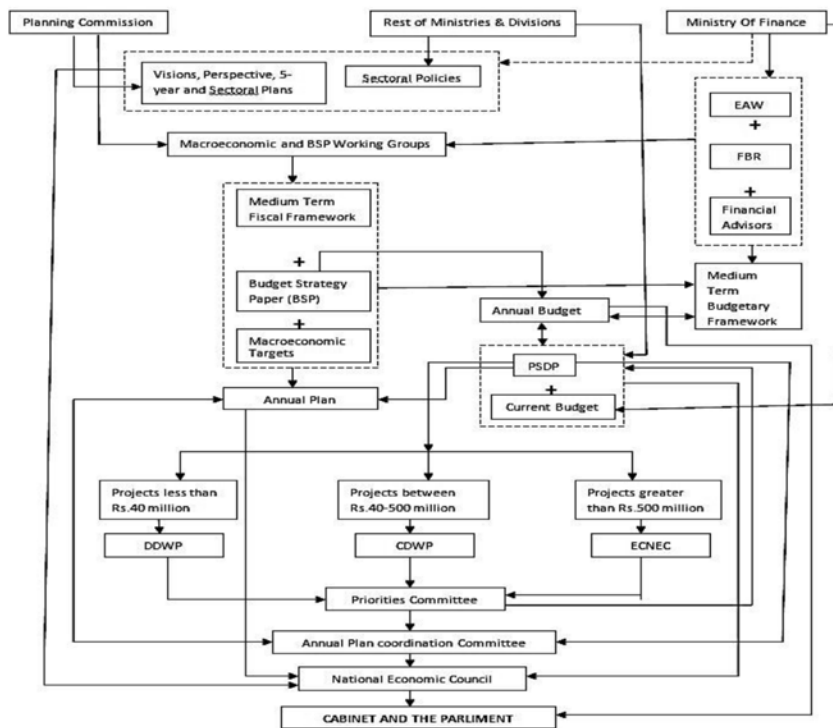 Planning Commission
Rest of Ministries & Divisions
Ministry Of Finance
Visions, Perspective, 5-
year and Sectoral Plans
Sectoral Policies
EAW
+
FBR
+
Financial
Advisors
Macroeconomic and BSP Working Groups
Medium Term
Fiscal Framework
+
Budget Strategy
Paper (BSP)
+
Macroeconomic
Targets
Medium
Term
Budgetary
Framework
Annual Budget
PSDP
+
Current Budget
Annual Plan
Projects less than
Rs.40 million
Projects between
Rs.40-500 million
Projects greater
than Rs.500 million
DDWP
CDWP
ECNEC
Priorities Committee
Annual Plan coordination Committee
National Economic Council
CABINET AND THE PARLIMENT